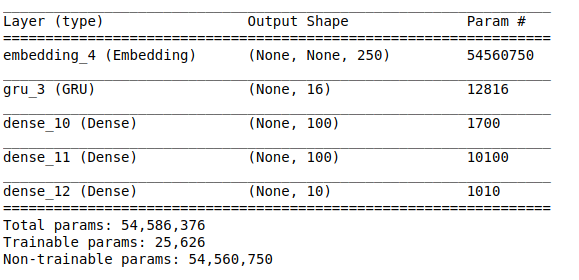 Layer (type) Output Shape Param #
embedding_4 (Embedding) (None, None, 250) 54560750
gru_3 (GRU) (None, 16) 12816
dense_10 (Dense) (None, 100) 1700
dense_11 (Dense) (None, 100) 10100
dense_12 (Dense) (None, 10) 1010
Total params: 54,586,376
Trainable params: 25,626
Non-trainable params: 54,560,750